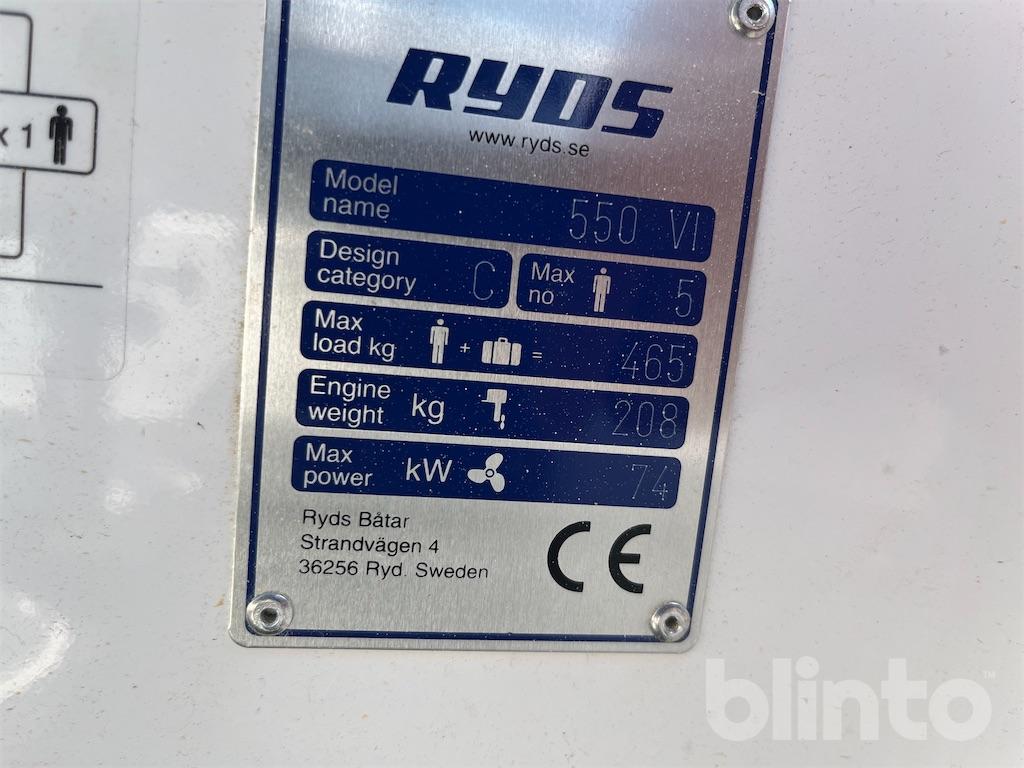 x 1
RYDS
www.ryds.se
Model name 550 VI
Design category C
Max no 5
Max load kg + = 465
Engine weight kg 208
Max power kW 74
Ryds Båtar
Strandvägen 4
36256 Ryd. Sweden
CE
blinto™